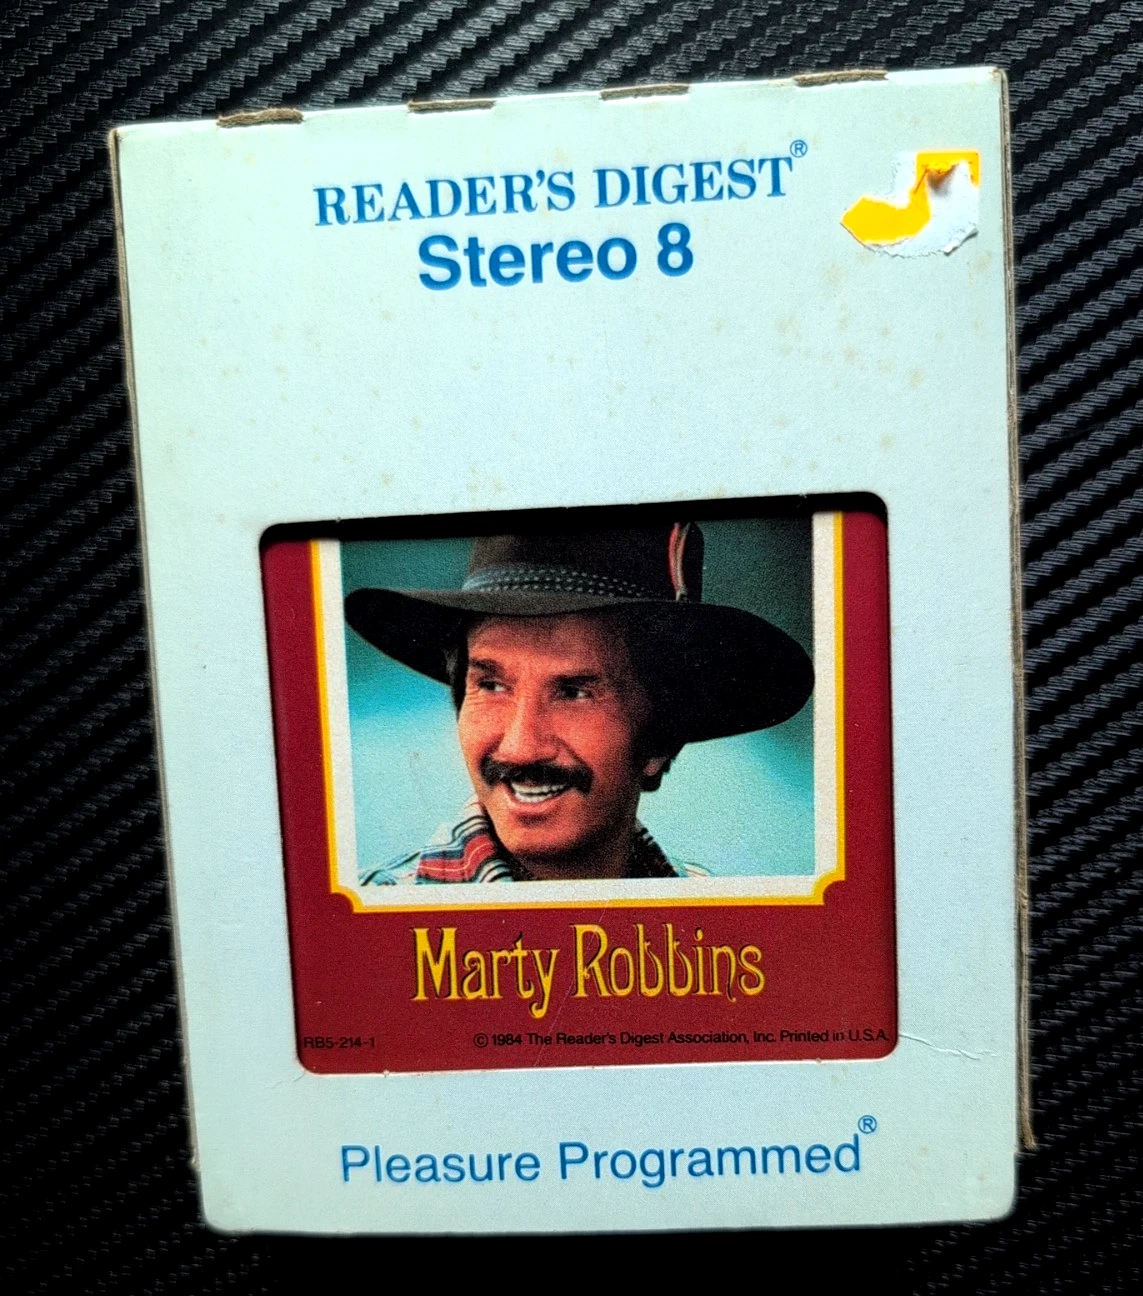 READER'S DIGEST®
Stereo 8
Marty Robbins
RB5-214-1
© 1984 The Reader's Digest Association, Inc. Printed in U.S.A.
Pleasure Programmed®